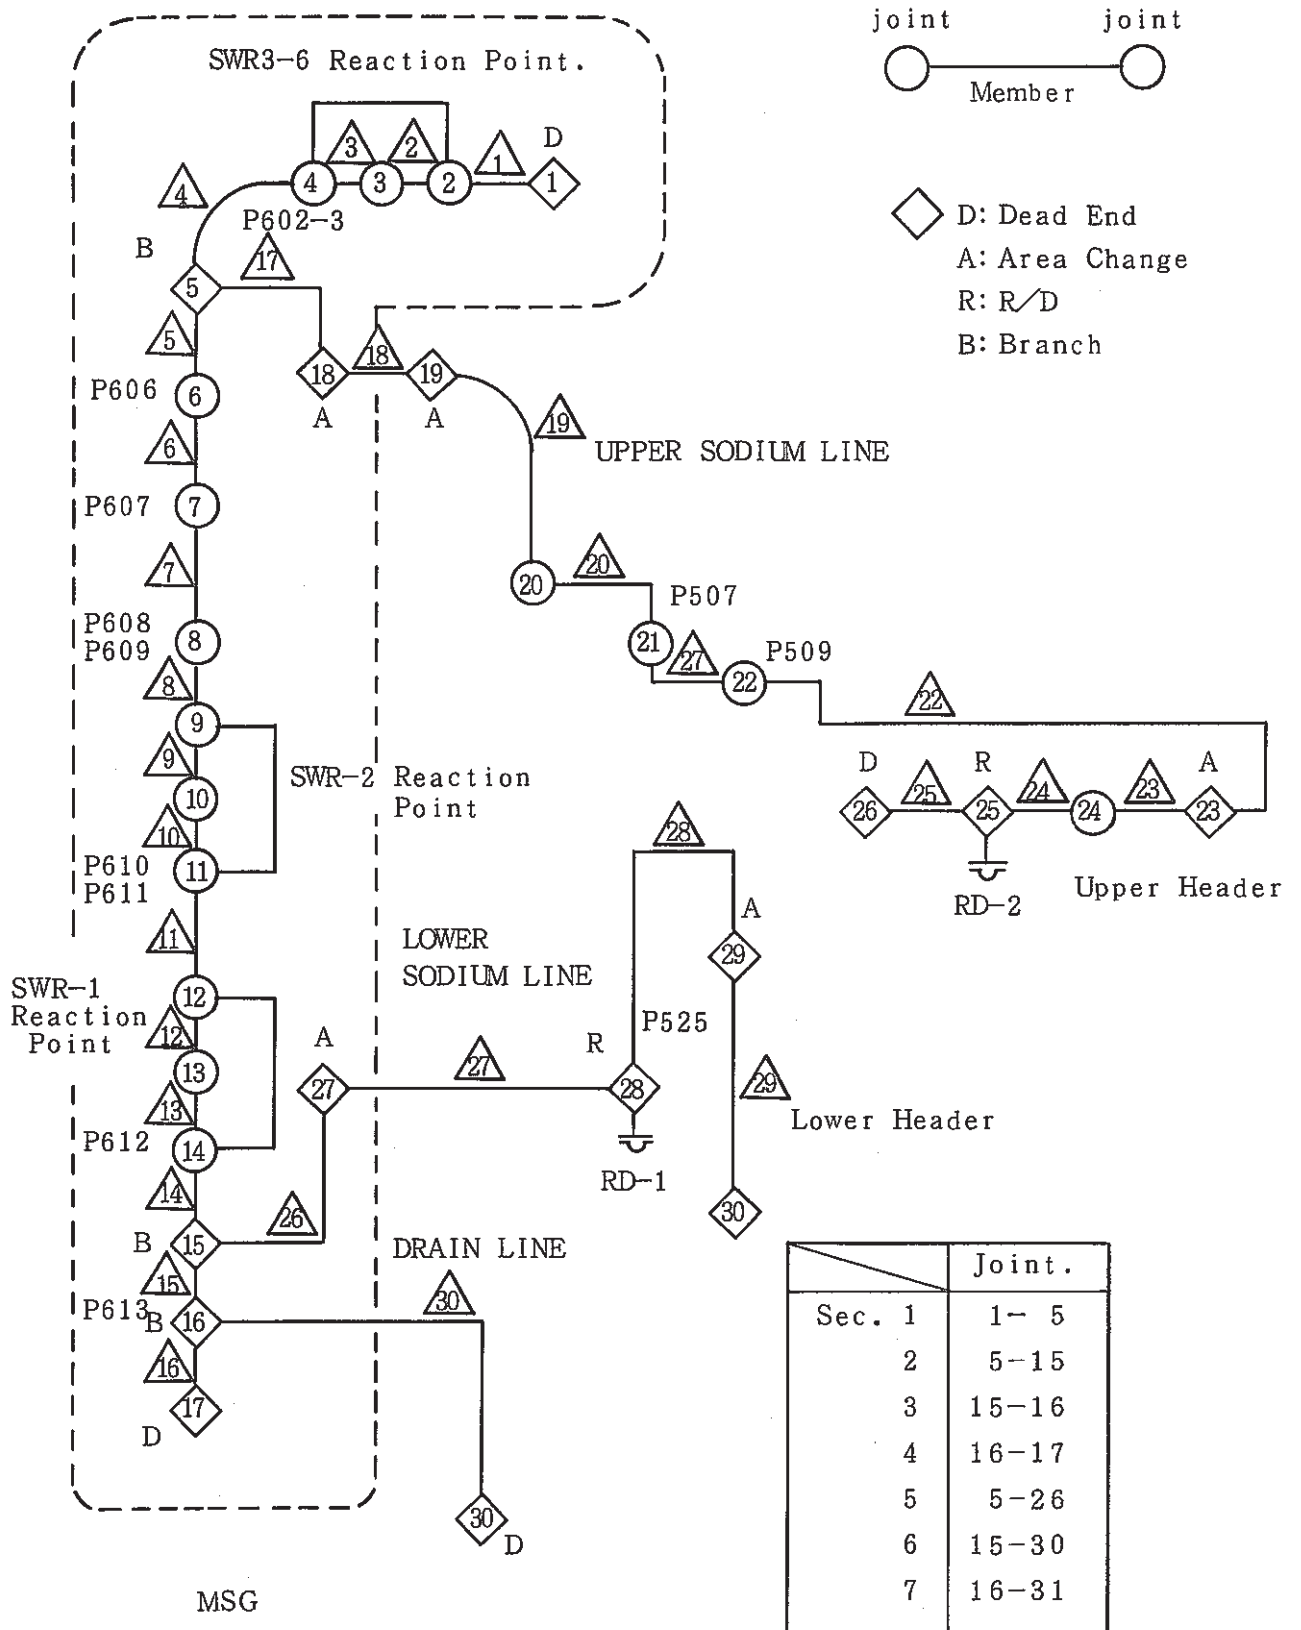 joint joint
Member
SWR3-6 Reaction Point.
3 2 1 D
4 4 3 2 1
P602-3
B 17
5
D: Dead End
A: Area Change
R: R/D
B: Branch
5
18
18 19
A A
P606 6
19
UPPER SODIUM LINE
6
P607 7
7
20
20
P507
P608
P609
8
21
27
P509
22
8
22
9
9
SWR-2 Reaction
Point
10
D R A
25 24 23
26 25 24 23
10
28
P610
P611
11
RD-2
Upper Header
11
A
LOWER
SODIUM LINE
29
SWR-1
Reaction
Point
12
12
P525
A R
13
27
27
28
29
13
Lower Header
P612 14
RD-1
14
26
30
B 15
DRAIN LINE
15
30
P613 B 16
16
17
D
30
D
MSG
Joint.
Sec. 1 1- 5
2 5-15
3 15-16
4 16-17
5 5-26
6 15-30
7 16-31